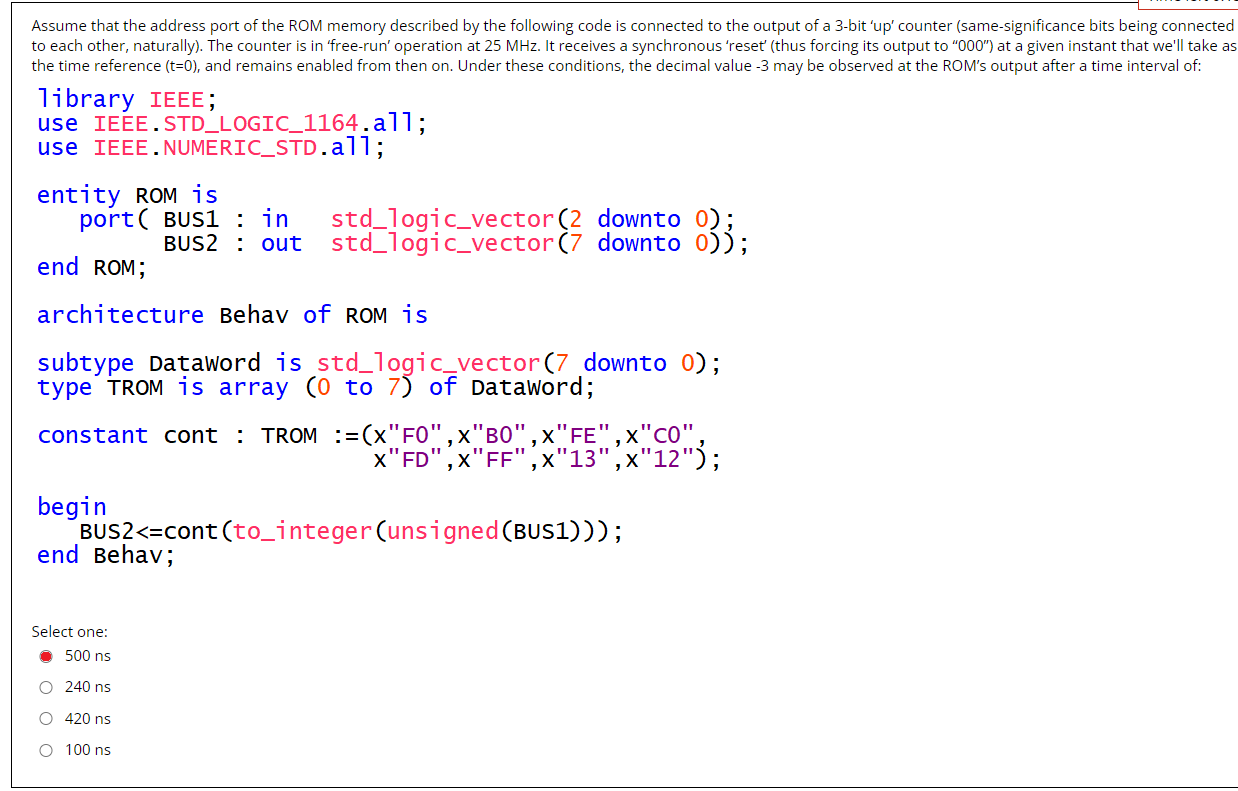 Assume that the address port of the ROM memory described by the following code is connected to the output of a 3-bit ‘up’ counter (same-significance bits being connected
to each other, naturally). The counter is in ‘free-run’ operation at 25 MHz. It receives a synchronous ‘reset’ (thus forcing its output to “000”) at a given instant that we'll take as
the time reference (t=0), and remains enabled from then on. Under these conditions, the decimal value -3 may be observed at the ROM’s output after a time interval of:
library IEEE;
use IEEE.STD_LOGIC_1164.all;
use IEEE.NUMERIC_STD.all;
entity ROM is
port( BUS1 : in std_logic_vector(2 downto 0);
BUS2 : out std_logic_vector(7 downto 0));
end ROM;
architecture Behav of ROM is
subtype DataWord is std_logic_vector(7 downto 0);
type TROM is array (0 to 7) of DataWord;
constant cont : TROM :=(x"F0",x"B0",x"FE",x"C0",
x"FD",x"FF",x"13",x"12");
begin
BUS2<=cont(to_integer(unsigned(BUS1)));
end Behav;
Select one:
500 ns
240 ns
420 ns
100 ns